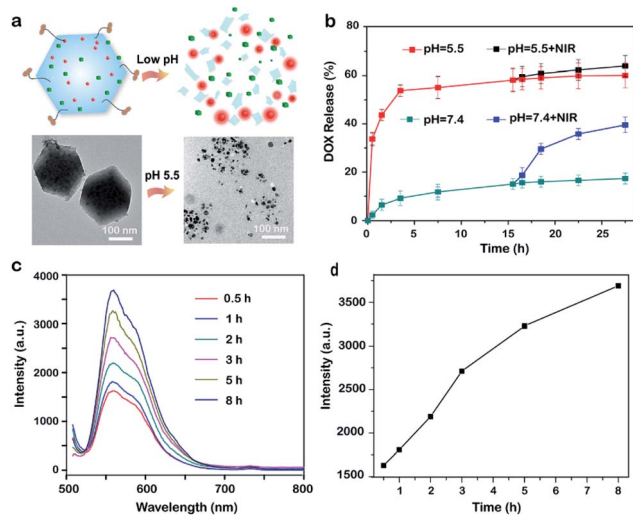 a
Low pH
pH 5.5
100 nm
100 nm
b
DOX Release (%)
80
60
40
20
0
pH=5.5
pH=5.5+NIR
pH=7.4
pH=7.4+NIR
0 5 10 15 20 25
Time (h)
c
Intensity (a.u.)
4000
3000
2000
1000
0
0.5 h
1 h
2 h
3 h
5 h
8 h
500 600 700 800
Wavelength (nm)
d
Intensity (a.u.)
3500
3000
2500
2000
1500
1 2 3 4 5 6 7 8
Time (h)